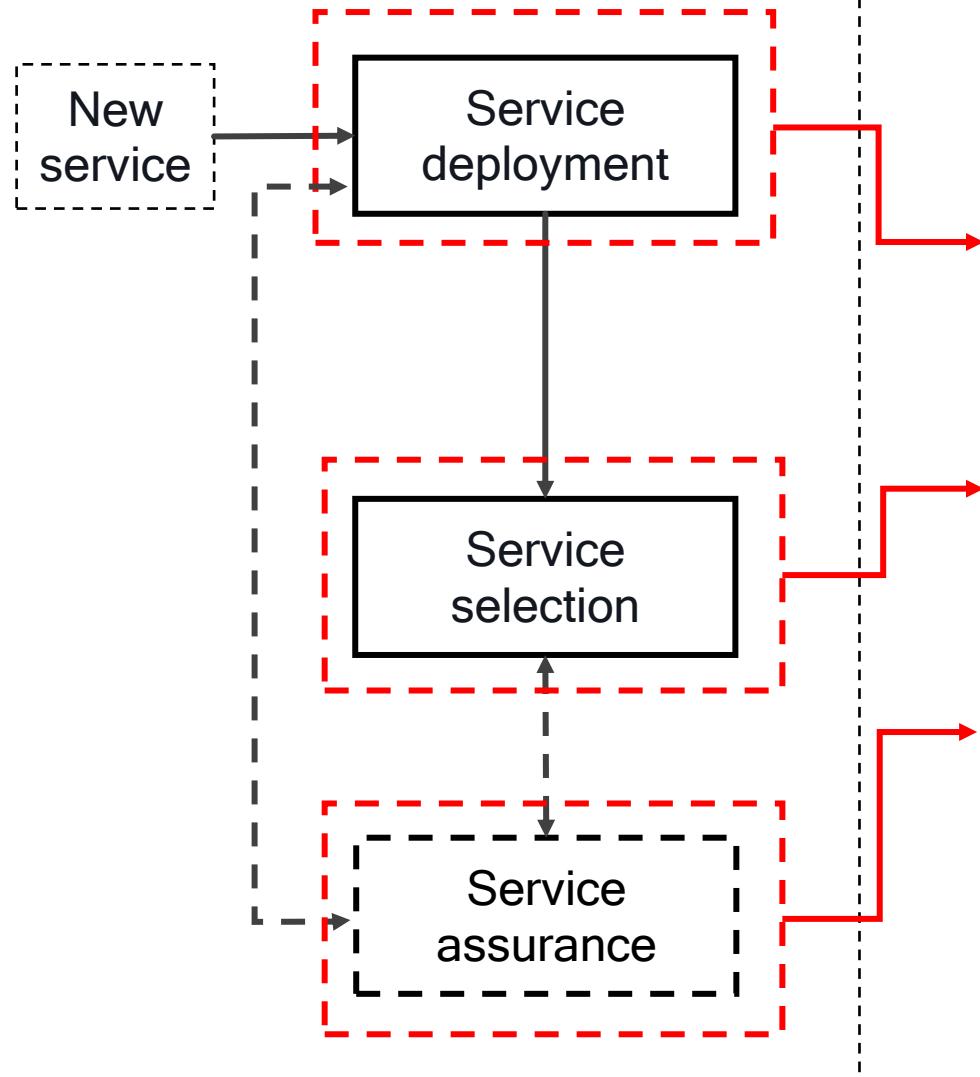 New
service
Service
deployment
Service
selection
Service
assurance